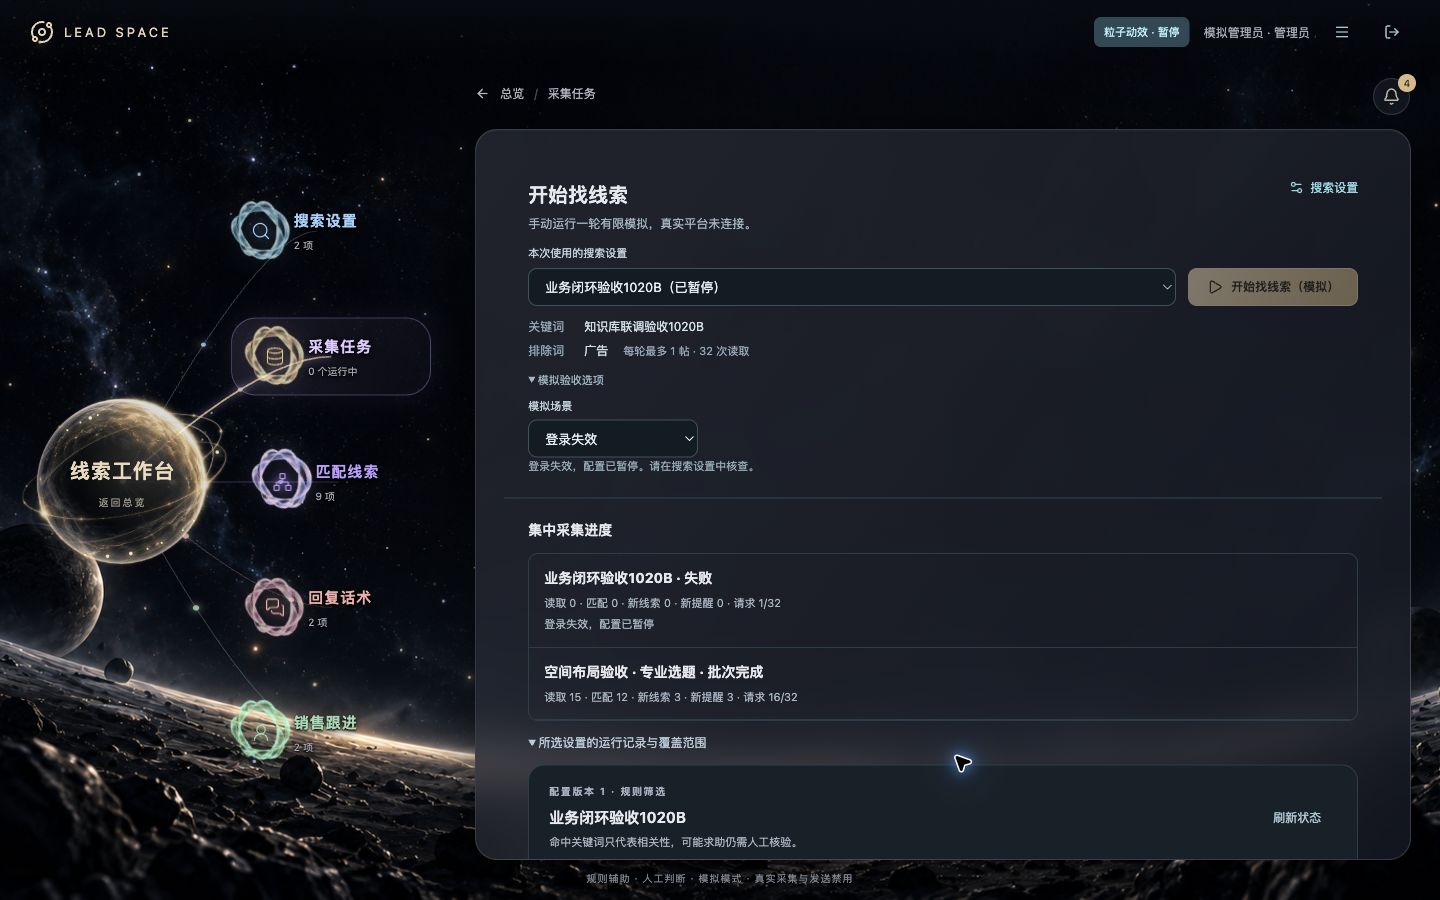 LEAD SPACE
粒子动效 · 暂停
模拟管理员 · 管理员
总览 / 采集任务
4
搜索设置
2 项
采集任务
0 个运行中
线索工作台
返回总览
匹配线索
9 项
回复话术
2 项
销售跟进
2 项
开始找线索
搜索设置
手动运行一轮有限模拟，真实平台未连接。
本次使用的搜索设置
业务闭环验收1020B（已暂停）
开始找线索（模拟）
关键词 知识库联调验收1020B
排除词 广告 每轮最多 1 帖 · 32 次读取
▼模拟验收选项
模拟场景
登录失效
登录失效，配置已暂停。请在搜索设置中核查。
集中采集进度
业务闭环验收1020B · 失败
读取 0 · 匹配 0 · 新线索 0 · 新提醒 0 · 请求 1/32
登录失效，配置已暂停
空间布局验收 · 专业选题 · 批次完成
读取 15 · 匹配 12 · 新线索 3 · 新提醒 3 · 请求 16/32
▼所选设置的运行记录与覆盖范围
配置版本 1 · 规则筛选
业务闭环验收1020B
刷新状态
命中关键词只代表相关性，可能求助仍需人工核验。
规则辅助 · 人工判断 · 模拟模式 · 真实采集与发送禁用